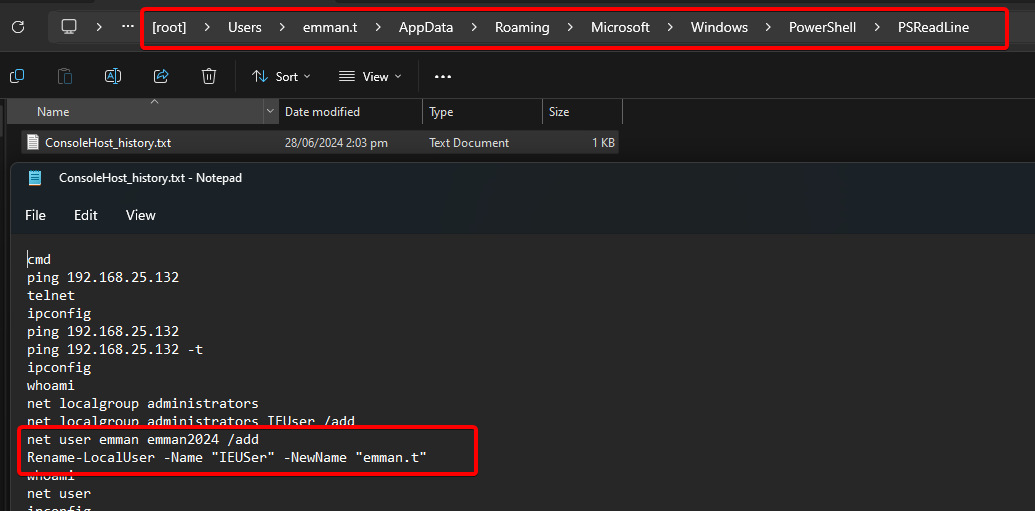 [root] > Users > emman.t > AppData > Roaming > Microsoft > Windows > PowerShell > PSReadLine
Sort View
Name Date modified Type Size
ConsoleHost_history.txt 28/06/2024 2:03 pm Text Document 1 KB
ConsoleHost_history.txt - Notepad
File Edit View
cmd
ping 192.168.25.132
telnet
ipconfig
ping 192.168.25.132
ping 192.168.25.132 -t
ipconfig
whoami
net localgroup administrators
net localgroup administrators IEUser /add
net user emman emman2024 /add
Rename-LocalUser -Name "IEUSer" -NewName "emman.t"
whoami
net user
ipconfig